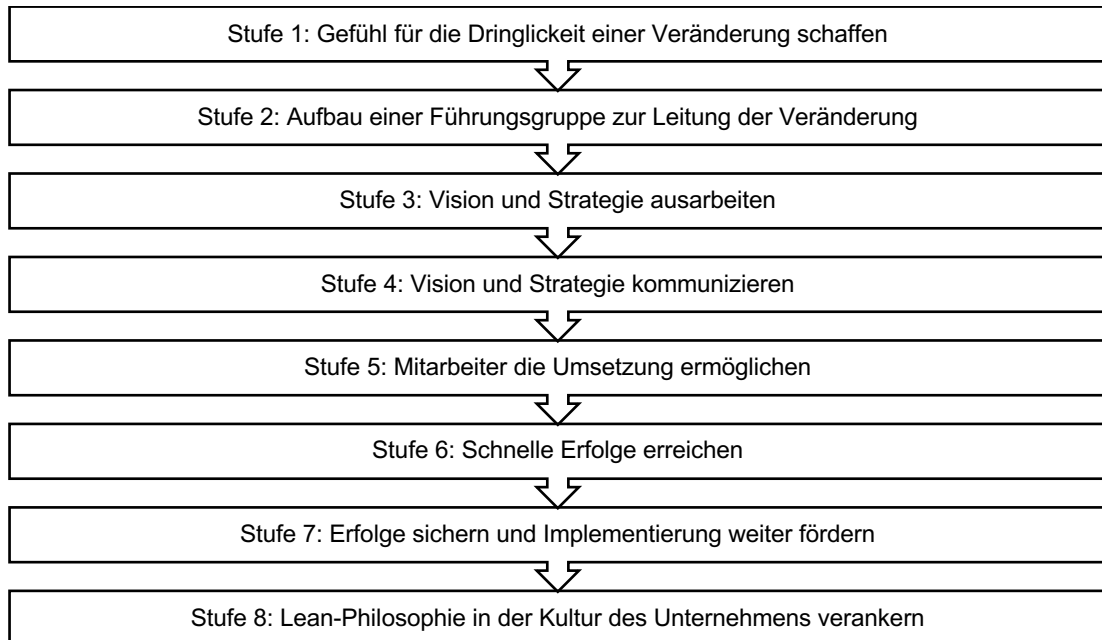 Stufe 1: Gefühl für die Dringlickeit einer Veränderung schaffen
Stufe 2: Aufbau einer Führungsgruppe zur Leitung der Veränderung
Stufe 3: Vision und Strategie ausarbeiten
Stufe 4: Vision und Strategie kommunizieren
Stufe 5: Mitarbeiter die Umsetzung ermöglichen
Stufe 6: Schnelle Erfolge erreichen
Stufe 7: Erfolge sichern und Implementierung weiter fördern
Stufe 8: Lean-Philosophie in der Kultur des Unternehmens verankern